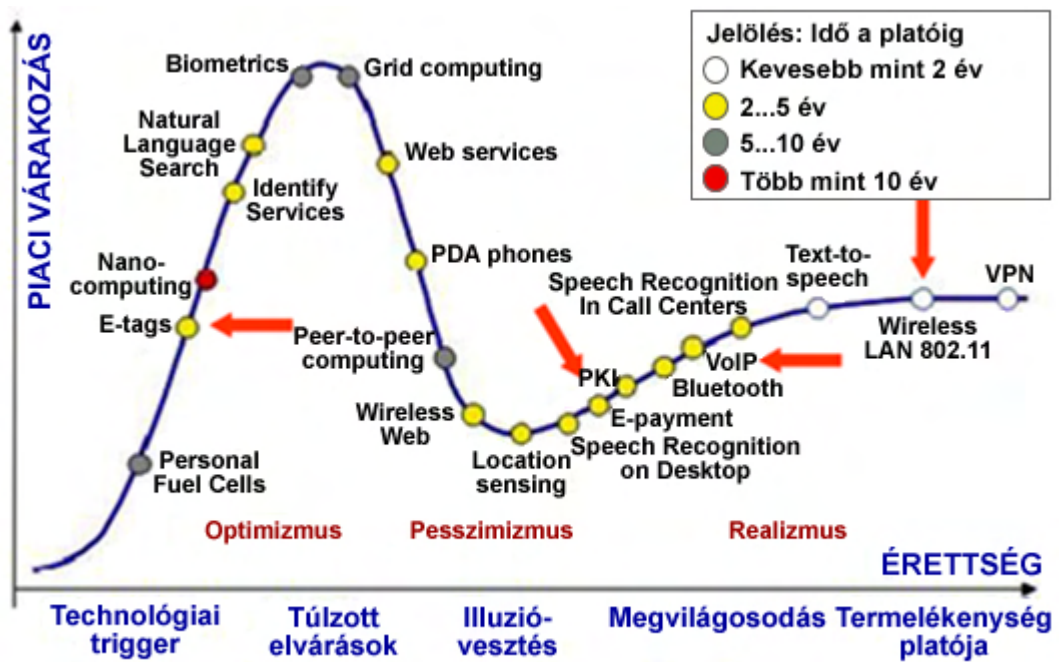 PIACI VÁRAKOZÁS
Jelölés: Idő a platóig
Kevesebb mint 2 év
2...5 év
5...10 év
Több mint 10 év
Biometrics
Grid computing
Natural
Language
Search
Web services
Identify
Services
Nano-
computing
PDA phones
Text-to-
speech
VPN
Speech Recognition
In Call Centers
E-tags
Peer-to-peer
computing
Wireless
LAN 802.11
PKI
VoIP
Bluetooth
Wireless
Web
E-payment
Location
sensing
Speech Recognition
on Desktop
Personal
Fuel Cells
Optimizmus
Pesszimizmus
Realizmus
ÉRETTSÉG
Technológiai
trigger
Túlzott
elvárások
Illuzió-
vesztés
Megvilágosodás
Termelékenység
platója